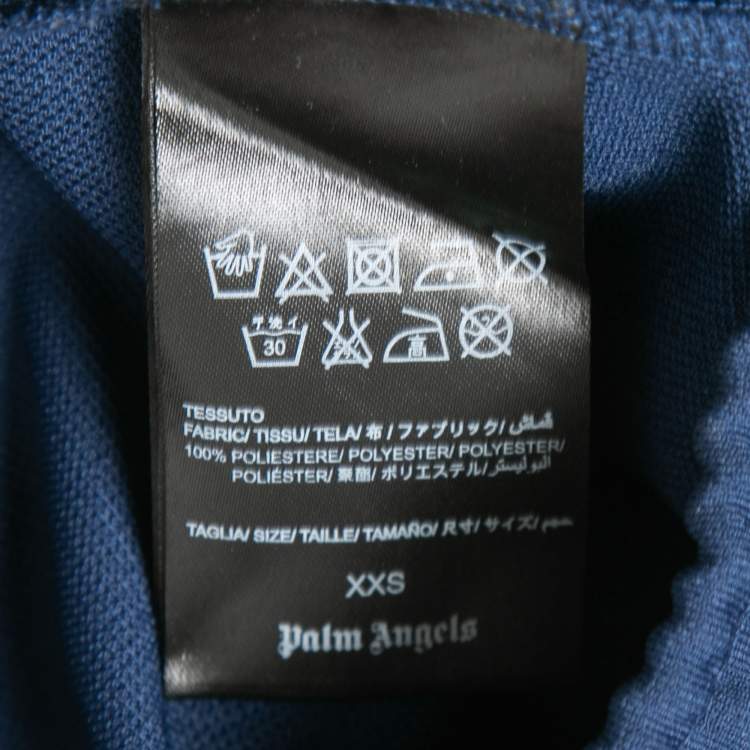 手洗イ
30
高
TESSUTO
FABRIC/ TISSU/ TELA/ 布 / ファブリック/ قماش
100% POLIESTERE/ POLYESTER/ POLYESTER/
POLIÉSTER/ 聚酯/ ポリエステル/ البوليستر
TAGLIA/ SIZE/ TAILLE/ TAMAÑO/ 尺寸/ サイズ/ حجم
XXS
Palm Angels